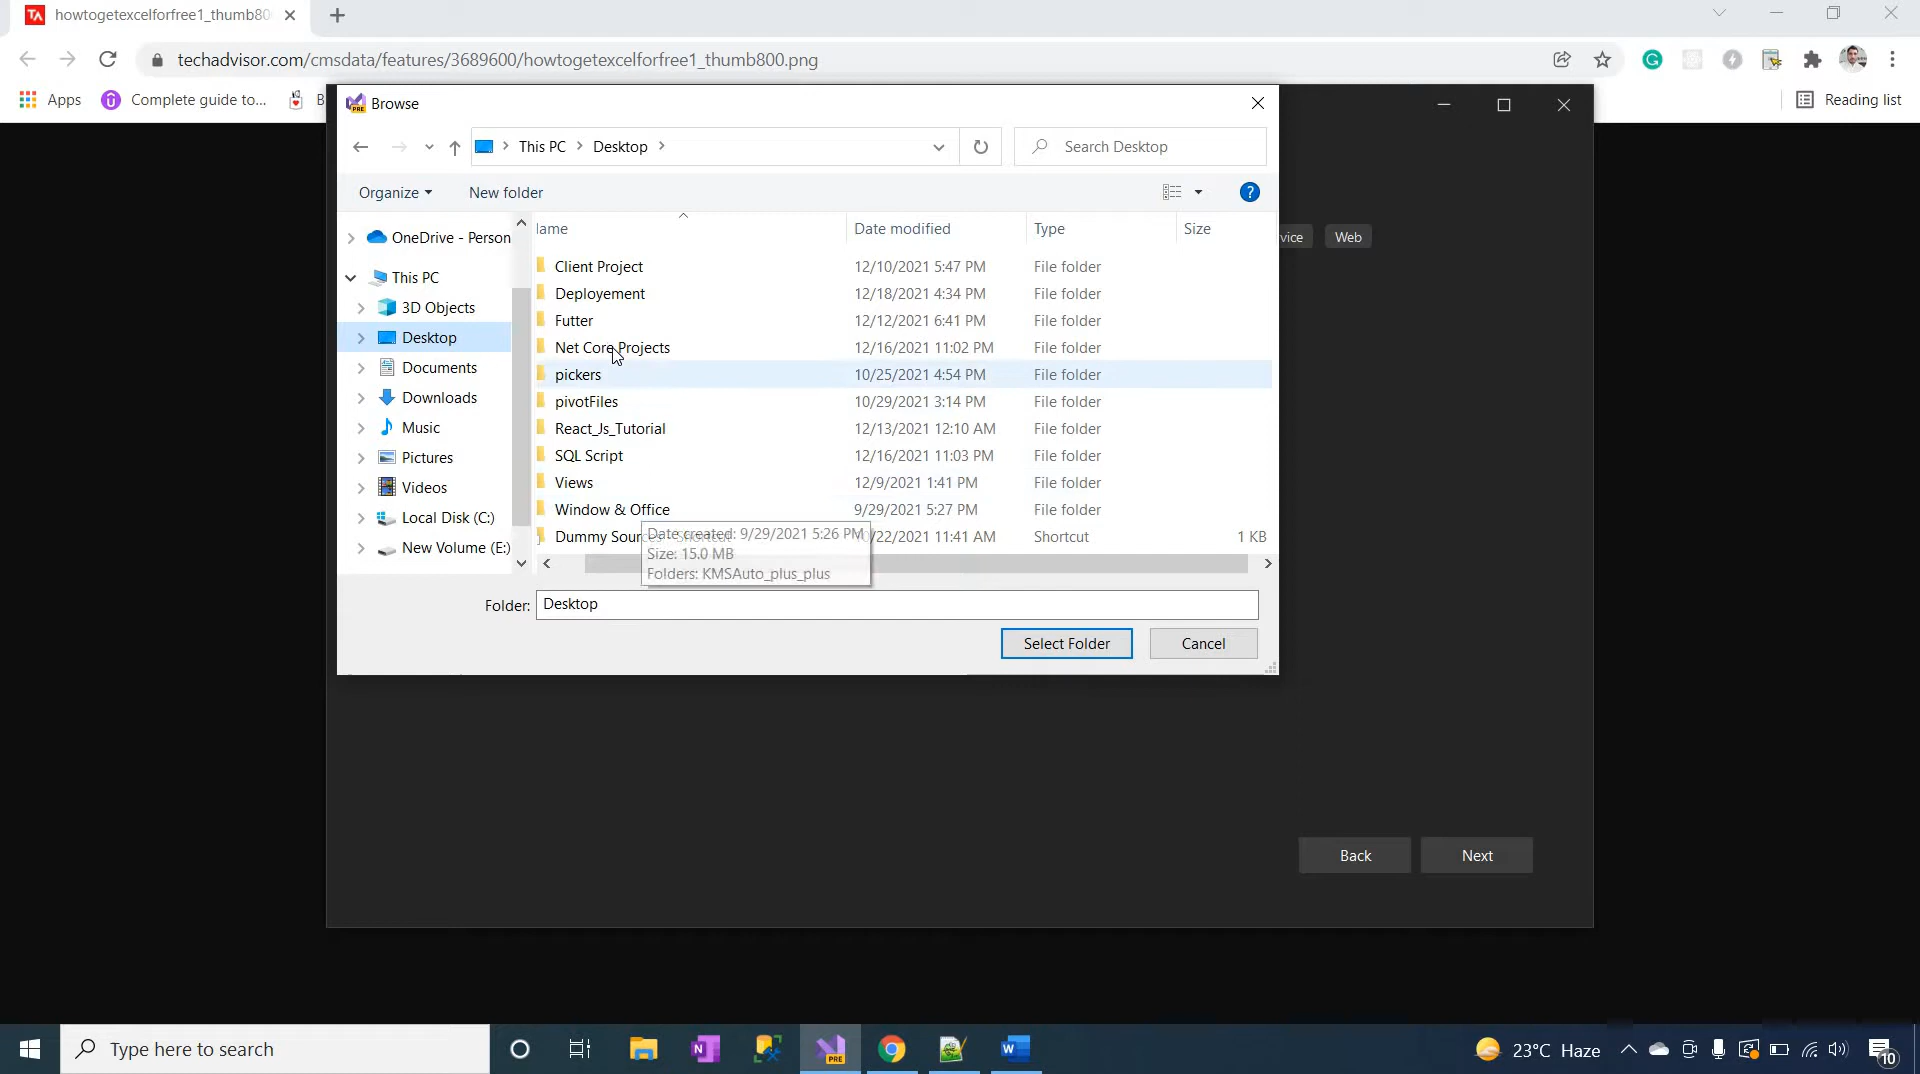 howtogetexcelforfree1_thumb80
techadvisor.com/cmsdata/features/3689600/howtogetexcelforfree1_thumb800.png
Apps
Complete guide to...
B
Reading list
Browse
This PC
Desktop
Search Desktop
Organize
New folder
lame
Date modified
Type
Size
vice
Web
OneDrive - Person
This PC
3D Objects
Desktop
Documents
Downloads
Music
Pictures
Videos
Local Disk (C:)
New Volume (E:)
Client Project 12/10/2021 5:47 PM File folder
Deployement 12/18/2021 4:34 PM File folder
Futter 12/12/2021 6:41 PM File folder
Net Core Projects 12/16/2021 11:02 PM File folder
pickers 10/25/2021 4:54 PM File folder
pivotFiles 10/29/2021 3:14 PM File folder
React_Js_Tutorial 12/13/2021 12:10 AM File folder
SQL Script 12/16/2021 11:03 PM File folder
Views 12/9/2021 1:41 PM File folder
Window & Office 9/29/2021 5:27 PM File folder
Dummy Sources - Shortcut 0/22/2021 11:41 AM Shortcut 1 KB
Date created: 9/29/2021 5:26 PM
Size: 15.0 MB
Folders: KMSAuto_plus_plus
Folder: Desktop
Select Folder
Cancel
Back
Next
Type here to search
N
PRE
W
23°C Haze
10